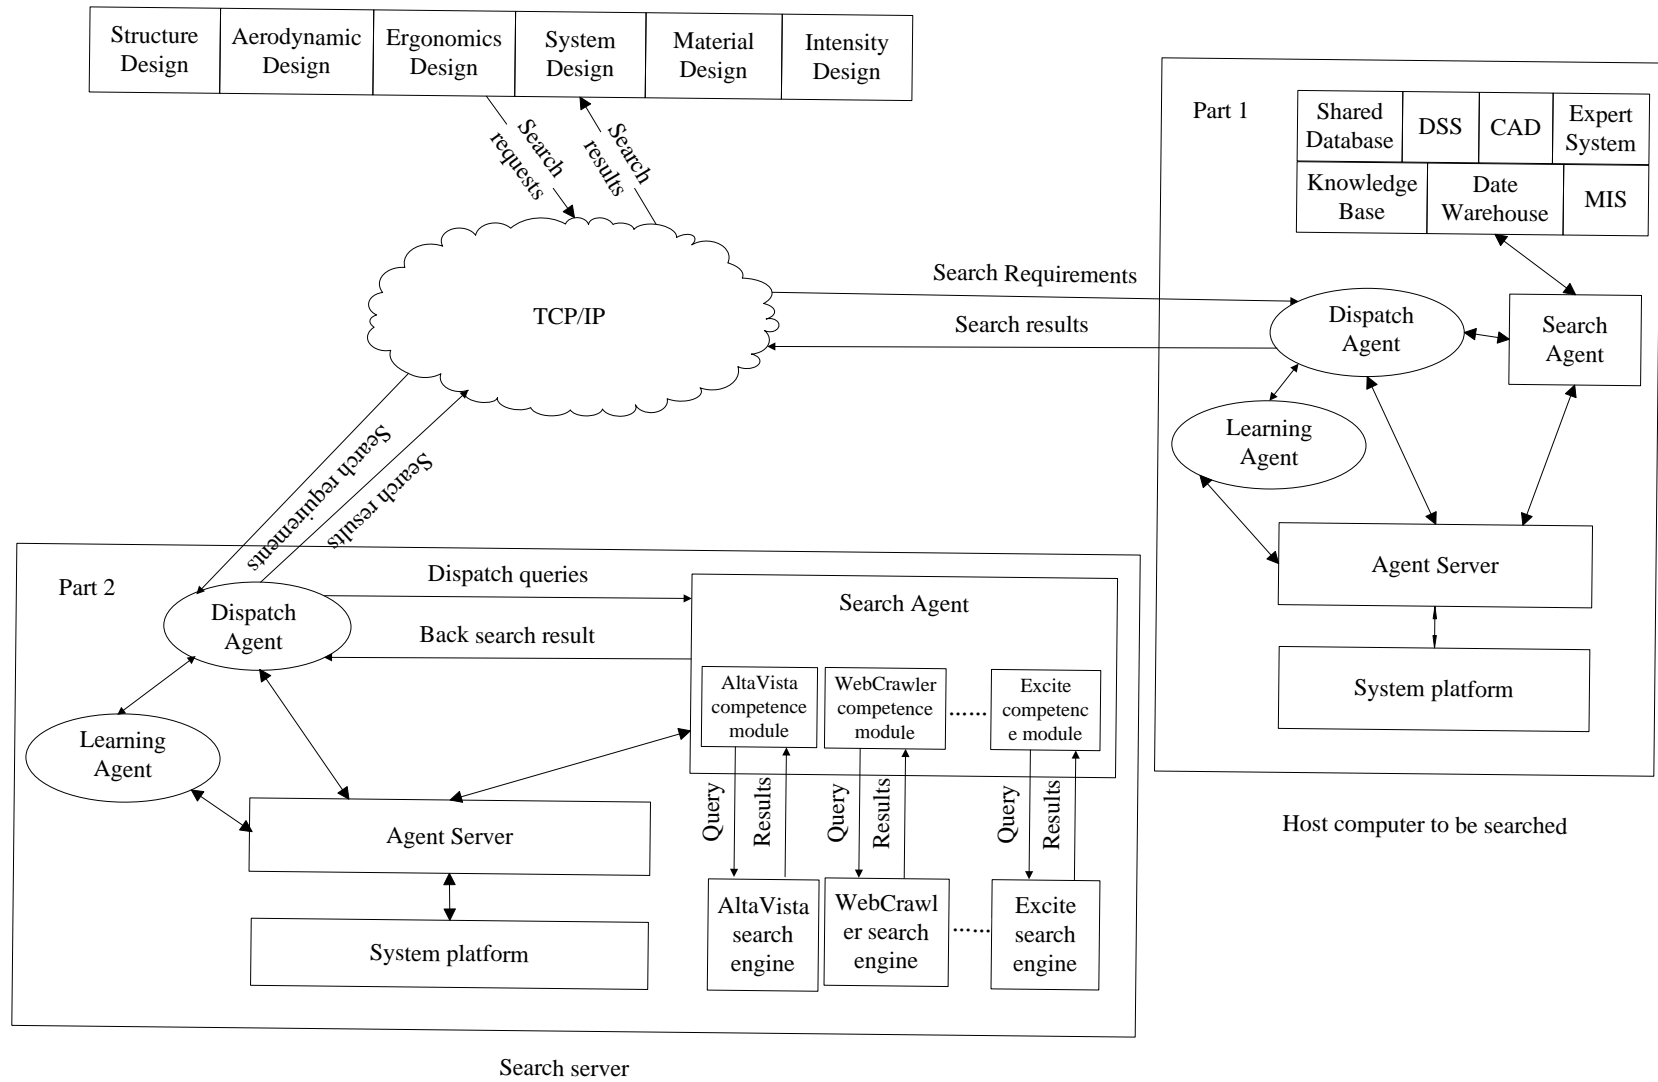 Structure
Design
Aerodynamic
Design
Ergonomics
Design
System
Design
Material
Design
Intensity
Design
Search
requests
Search
results
TCP/IP
Search Requirements
Search results
Search requirements
Search results
Part 1
Shared
Database
DSS
CAD
Expert
System
Knowledge
Base
Date
Warehouse
MIS
Dispatch
Agent
Search
Agent
Learning
Agent
Agent Server
System platform
Host computer to be searched
Part 2
Dispatch
Agent
Dispatch queries
Back search result
Search Agent
AltaVista
competence
module
WebCrawler
competence
module
......
Excite
competenc
e module
Learning
Agent
Agent Server
System platform
Query
Results
Query
Results
Query
Results
AltaVista
search
engine
WebCrawl
er search
engine
......
Excite
search
engine
Search server